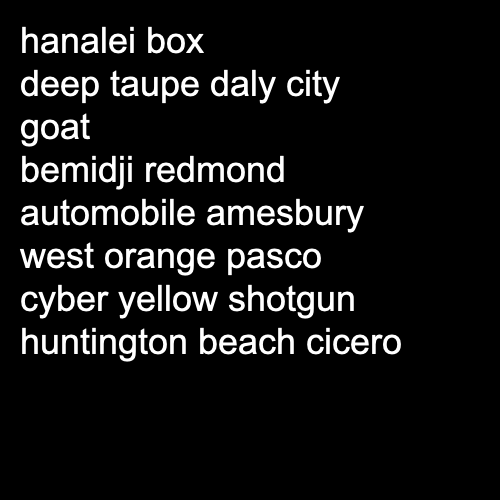 hanalei box
deep taupe daly city
goat
bemidji redmond
automobile amesbury
west orange pasco
cyber yellow shotgun
huntington beach cicero